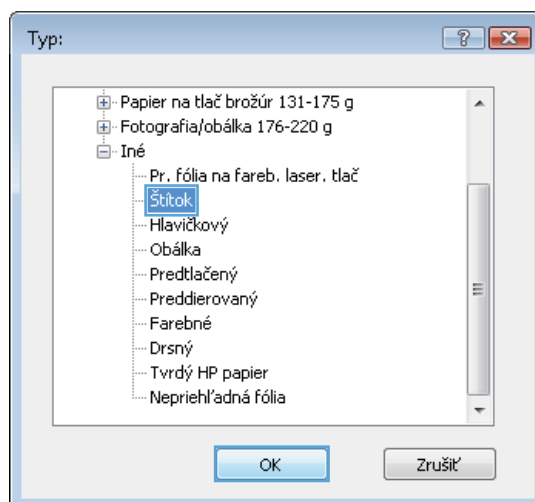 Typ:
Papier na tlač brožúr 131-175 g
Fotografia/obálka 176-220 g
Iné
Pr. fólia na fareb. laser. tlač
Štítok
Hlavičkový
Obálka
Predtlačený
Preddierovaný
Farebné
Drsný
Tvrdý HP papier
Nepriehľadná fólia
OK Zrušiť